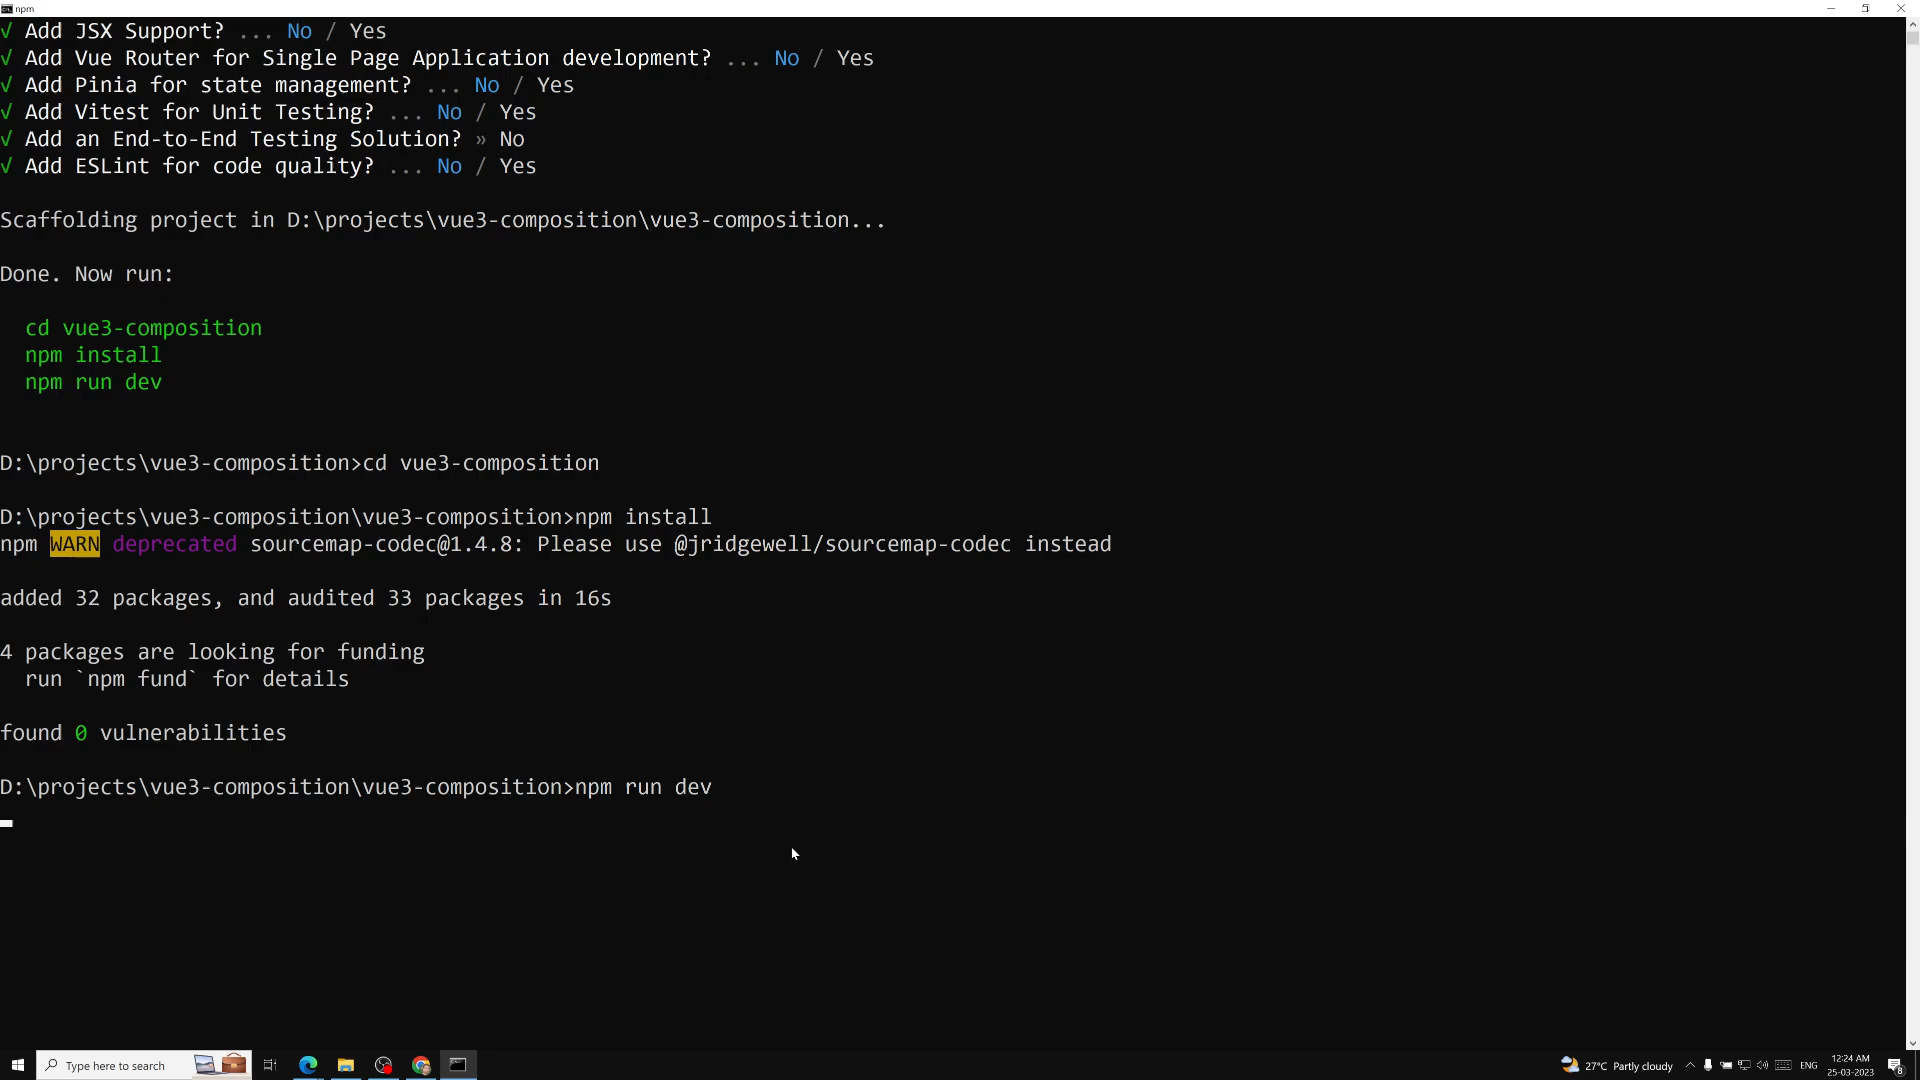 npm
√ Add JSX Support? ... No / Yes
√ Add Vue Router for Single Page Application development? ... No / Yes
√ Add Pinia for state management? ... No / Yes
√ Add Vitest for Unit Testing? ... No / Yes
√ Add an End-to-End Testing Solution? » No
√ Add ESLint for code quality? ... No / Yes
Scaffolding project in D:\projects\vue3-composition\vue3-composition...
Done. Now run:
cd vue3-composition
npm install
npm run dev
D:\projects\vue3-composition>cd vue3-composition
D:\projects\vue3-composition\vue3-composition>npm install
npm WARN deprecated sourcemap-codec@1.4.8: Please use @jridgewell/sourcemap-codec instead
added 32 packages, and audited 33 packages in 16s
4 packages are looking for funding
run `npm fund` for details
found 0 vulnerabilities
D:\projects\vue3-composition\vue3-composition>npm run dev
Type here to search
27°C Partly cloudy
ENG
12:24 AM
25-03-2023
8